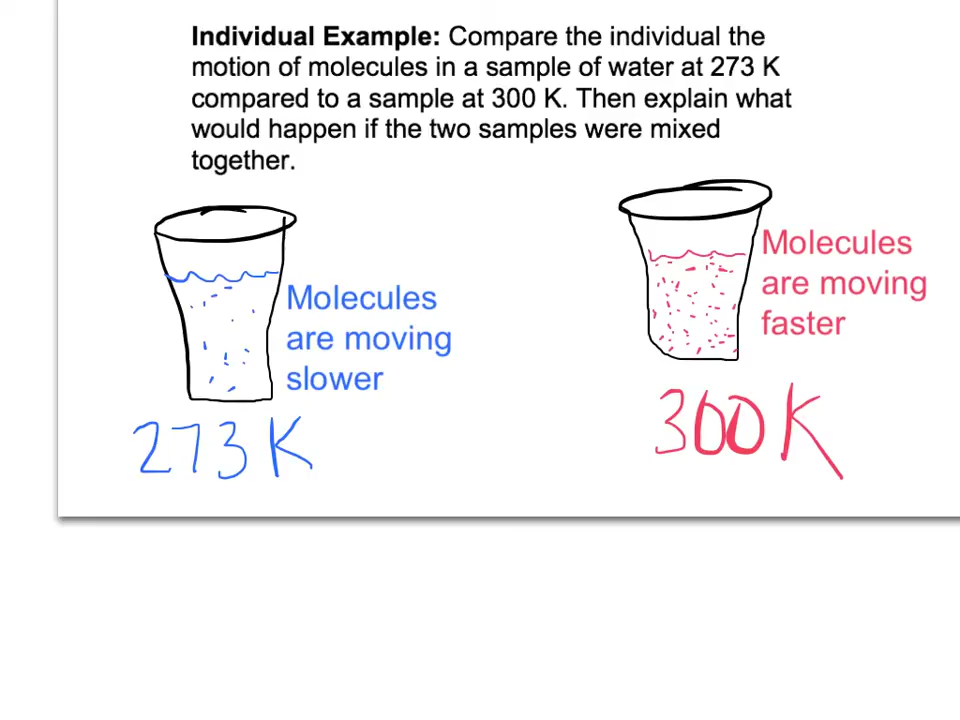 Individual Example: Compare the individual the
motion of molecules in a sample of water at 273 K
compared to a sample at 300 K. Then explain what
would happen if the two samples were mixed
together.
Molecules
are moving
slower
273 K
Molecules
are moving
faster
300 K